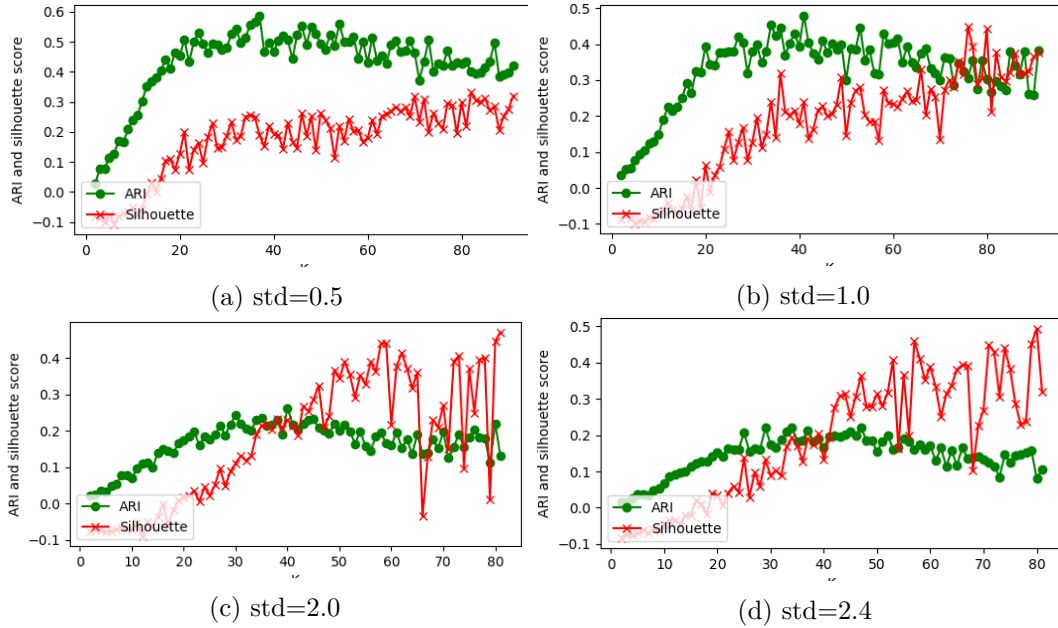 0.6
0.5
0.4
0.3
0.2
0.1
0.0
−0.1
ARI and silhouette score
ARI
Silhouette
0 20 40 60 80
(a) std=0.5
0.5
0.4
0.3
0.2
0.1
0.0
−0.1
ARI and silhouette score
ARI
Silhouette
0 20 40 60 80
(b) std=1.0
0.4
0.3
0.2
0.1
0.0
−0.1
ARI and silhouette score
ARI
Silhouette
0 10 20 30 40 50 60 70 80
(c) std=2.0
0.5
0.4
0.3
0.2
0.1
0.0
−0.1
ARI and silhouette score
ARI
Silhouette
0 10 20 30 40 50 60 70 80
(d) std=2.4